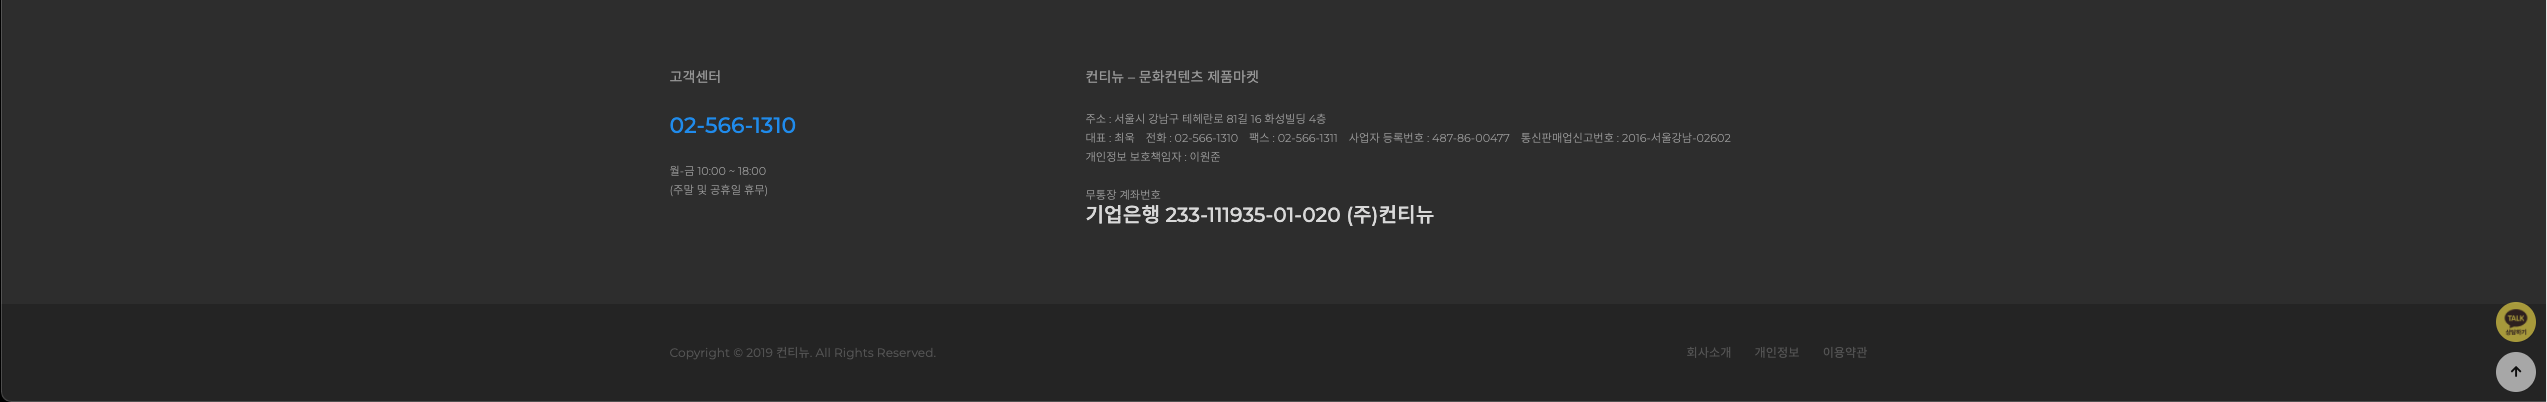 고객센터
02-566-1310
월-금 10:00 ~ 18:00
(주말 및 공휴일 휴무)
컨티뉴 – 문화컨텐츠 제품마켓
주소 : 서울시 강남구 테헤란로 81길 16 화성빌딩 4층
대표 : 최욱 전화 : 02-566-1310 팩스 : 02-566-1311 사업자 등록번호 : 487-86-00477 통신판매업신고번호 : 2016-서울강남-02602
개인정보 보호책임자 : 이원준
무통장 계좌번호
기업은행 233-111935-01-020 (주)컨티뉴
Copyright © 2019 컨티뉴. All Rights Reserved.
회사소개 개인정보 이용약관
TALK
상담하기